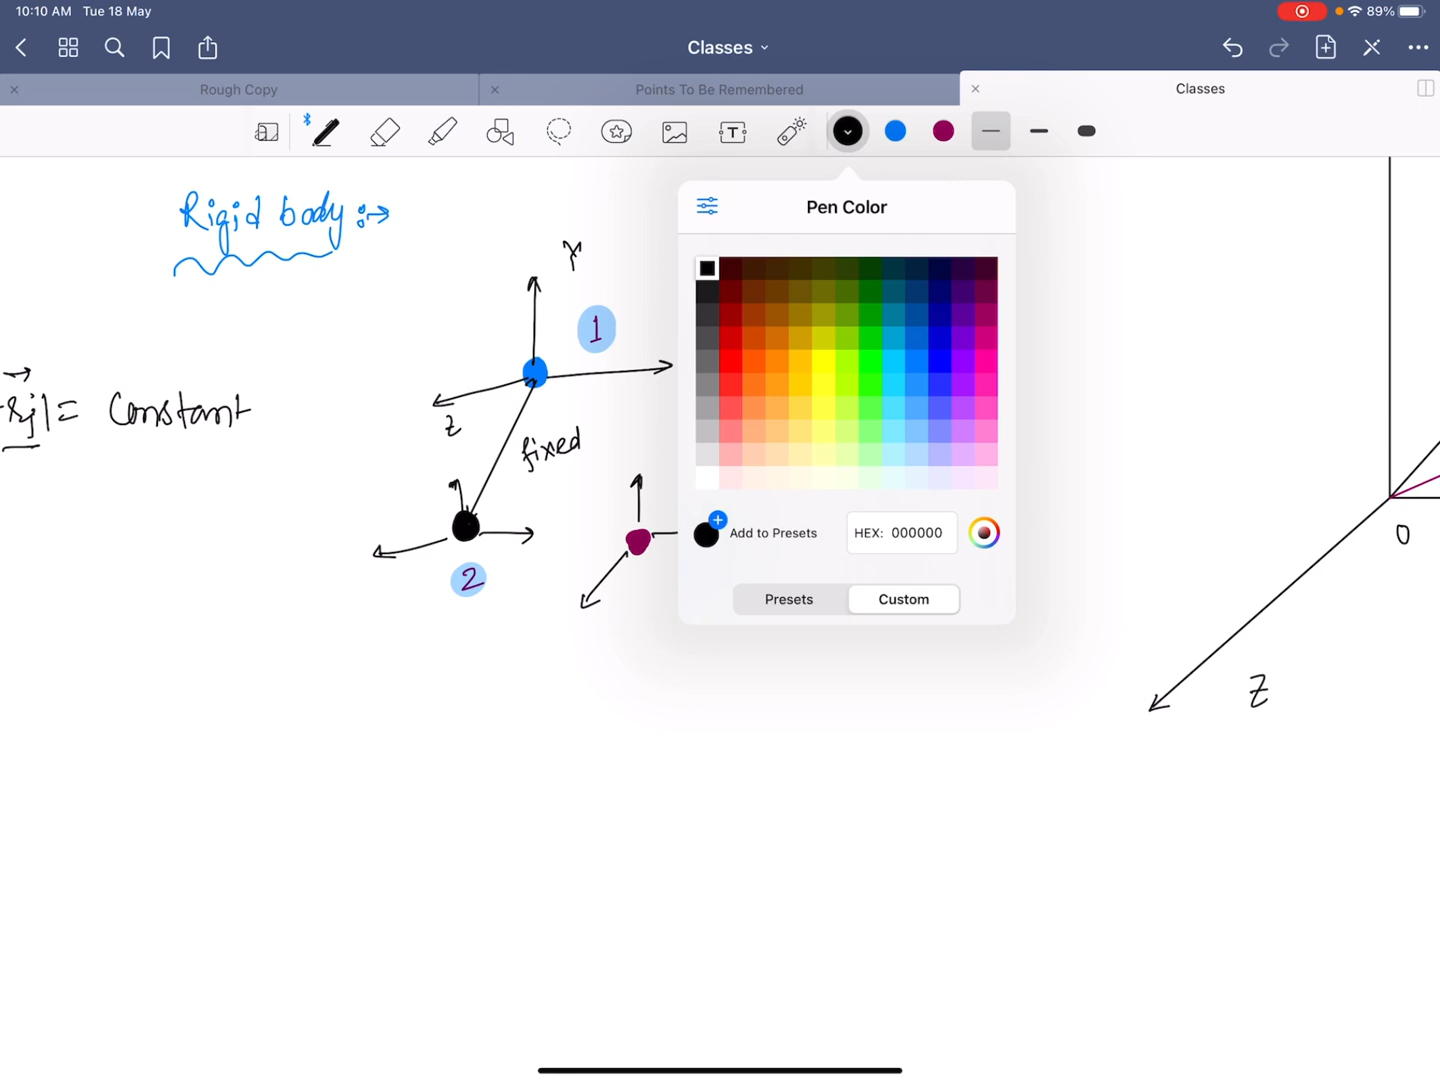 10:10 AM Tue 18 May
89%
Classes
Rough Copy
Points To Be Remembered
Classes
T
Rigid body :→
Pen Color
Y
1
rj| = Constant
Z
fixed
Add to Presets
HEX: 000000
0
2
Presets
Custom
Z